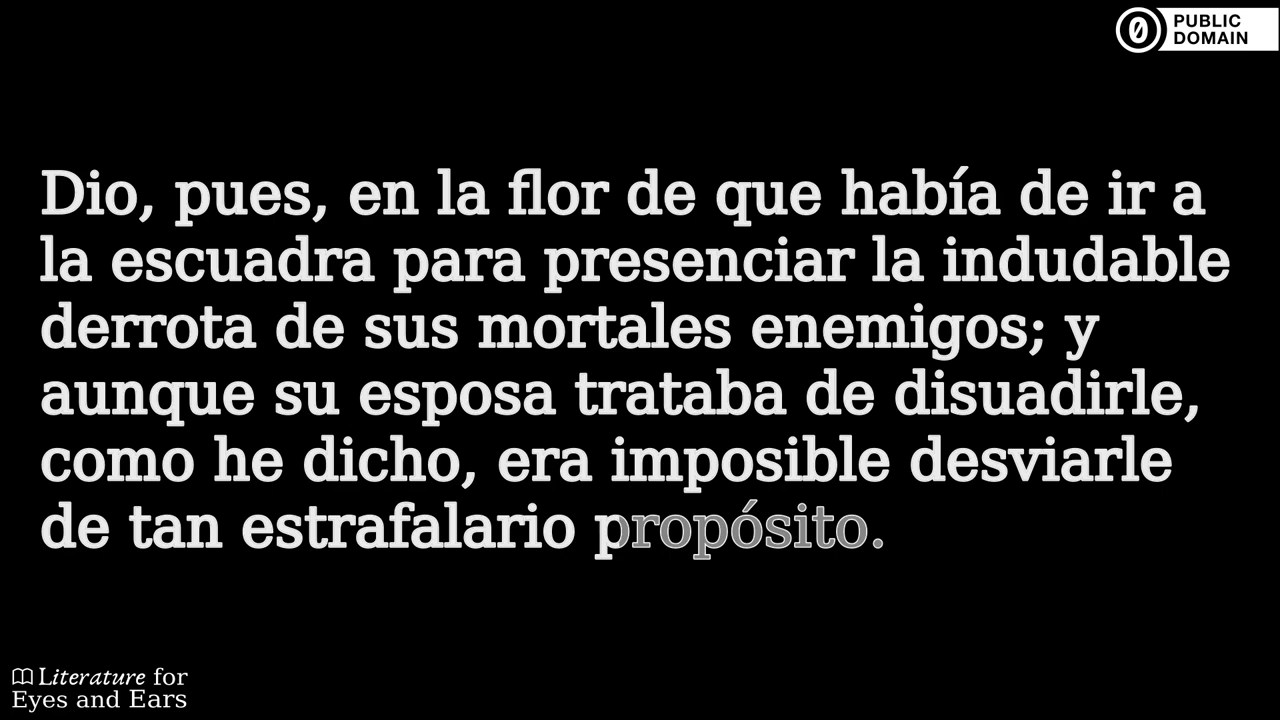 PUBLIC
DOMAIN
Dio, pues, en la flor de que había de ir a
la escuadra para presenciar la indudable
derrota de sus mortales enemigos; y
aunque su esposa trataba de disuadirle,
como he dicho, era imposible desviarle
de tan estrafalario propósito.
Literature for
Eyes and Ears